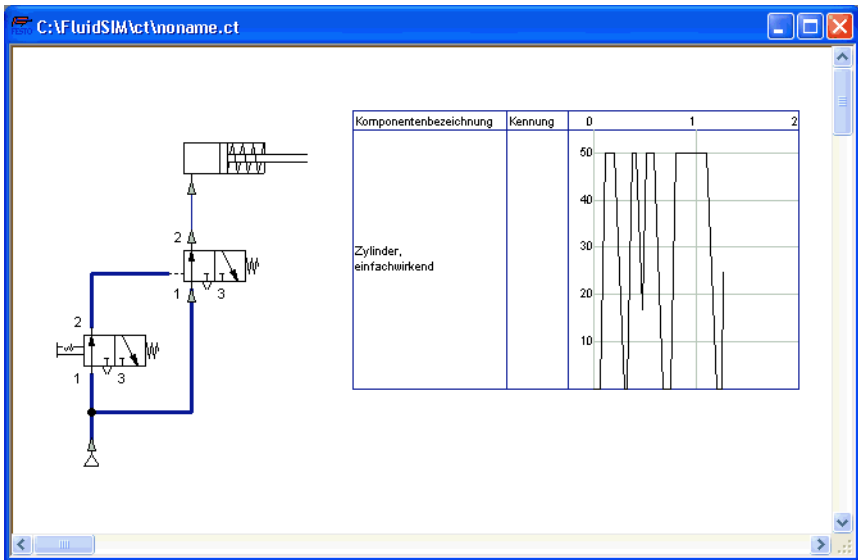 C:\FluidSIM\ct\noname.ct
Komponentenbezeichnung Kennung 0 1 2
50
40
30
20
10
Zylinder,
einfachwirkend
2
1 3
2
1 3